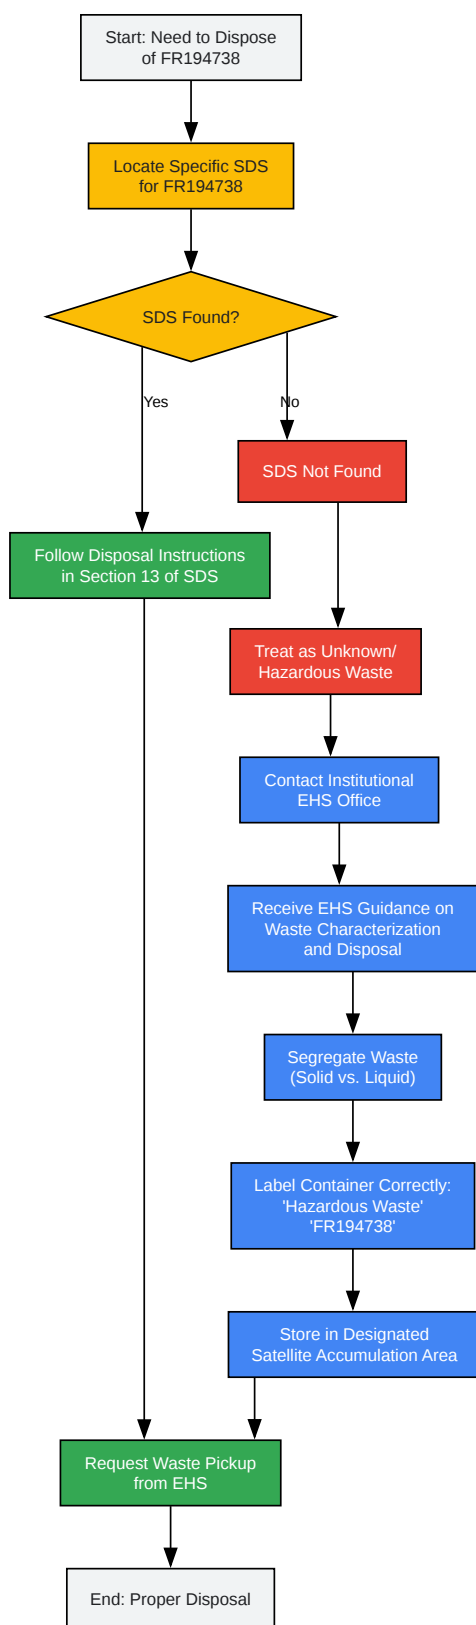 Start: Need to Dispose
of FR194738
Locate Specific SDS
for FR194738
SDS Found?
Yes
No
SDS Not Found
Follow Disposal Instructions
in Section 13 of SDS
Treat as Unknown/
Hazardous Waste
Contact Institutional
EHS Office
Receive EHS Guidance on
Waste Characterization
and Disposal
Segregate Waste
(Solid vs. Liquid)
Label Container Correctly:
'Hazardous Waste'
'FR194738'
Store in Designated
Satellite Accumulation Area
Request Waste Pickup
from EHS
End: Proper Disposal